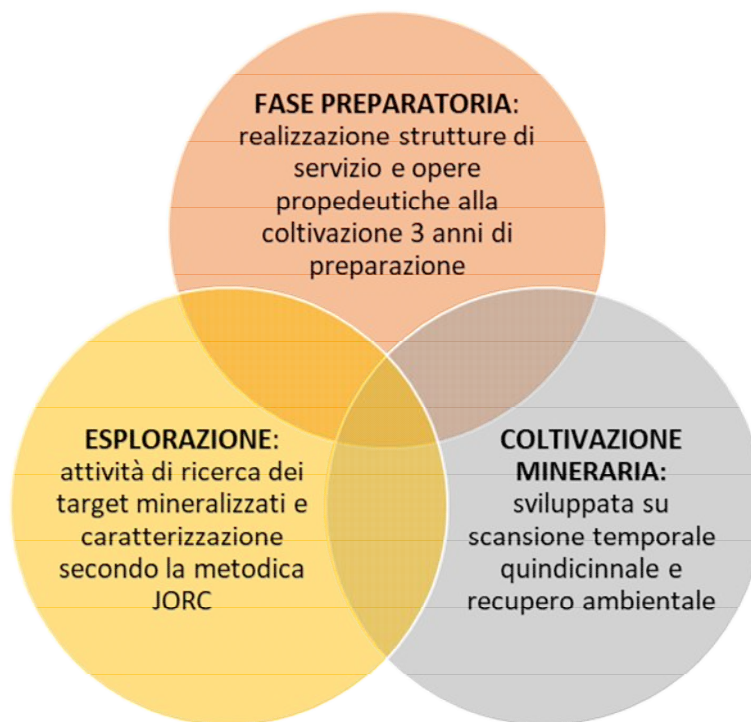 FASE PREPARATORIA:
realizzazione strutture di
servizio e opere
propedeutiche alla
coltivazione 3 anni di
preparazione
ESPLORAZIONE:
attività di ricerca dei
target mineralizzati e
caratterizzazione
secondo la metodica
JORC
COLTIVAZIONE
MINERARIA:
sviluppata su
scansione temporale
quindicinnale e
recupero ambientale